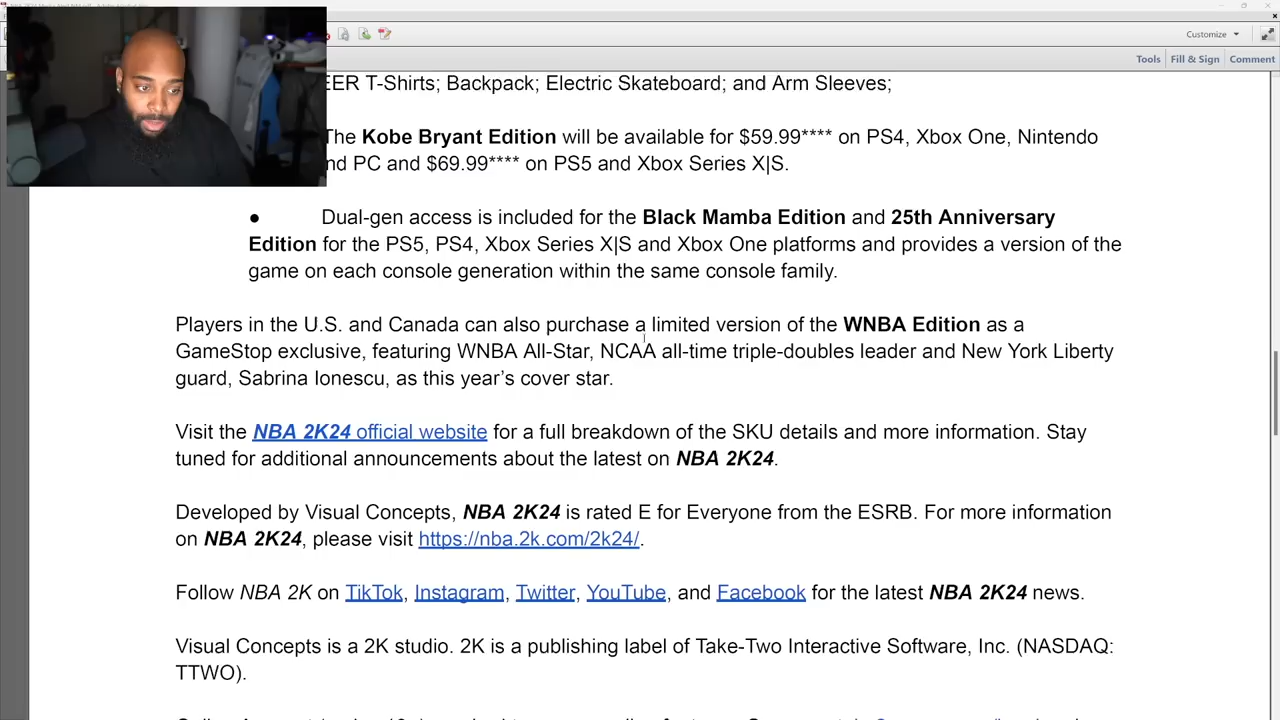 Customize
Tools Fill & Sign Comment
EER T-Shirts; Backpack; Electric Skateboard; and Arm Sleeves;
The Kobe Bryant Edition will be available for $59.99**** on PS4, Xbox One, Nintendo
nd PC and $69.99**** on PS5 and Xbox Series X|S.
● Dual-gen access is included for the Black Mamba Edition and 25th Anniversary
Edition for the PS5, PS4, Xbox Series X|S and Xbox One platforms and provides a version of the
game on each console generation within the same console family.
Players in the U.S. and Canada can also purchase a limited version of the WNBA Edition as a
GameStop exclusive, featuring WNBA All-Star, NCAA all-time triple-doubles leader and New York Liberty
guard, Sabrina Ionescu, as this year's cover star.
Visit the NBA 2K24 official website for a full breakdown of the SKU details and more information. Stay
tuned for additional announcements about the latest on NBA 2K24.
Developed by Visual Concepts, NBA 2K24 is rated E for Everyone from the ESRB. For more information
on NBA 2K24, please visit https://nba.2k.com/2k24/.
Follow NBA 2K on TikTok, Instagram, Twitter, YouTube, and Facebook for the latest NBA 2K24 news.
Visual Concepts is a 2K studio. 2K is a publishing label of Take-Two Interactive Software, Inc. (NASDAQ:
TTWO).